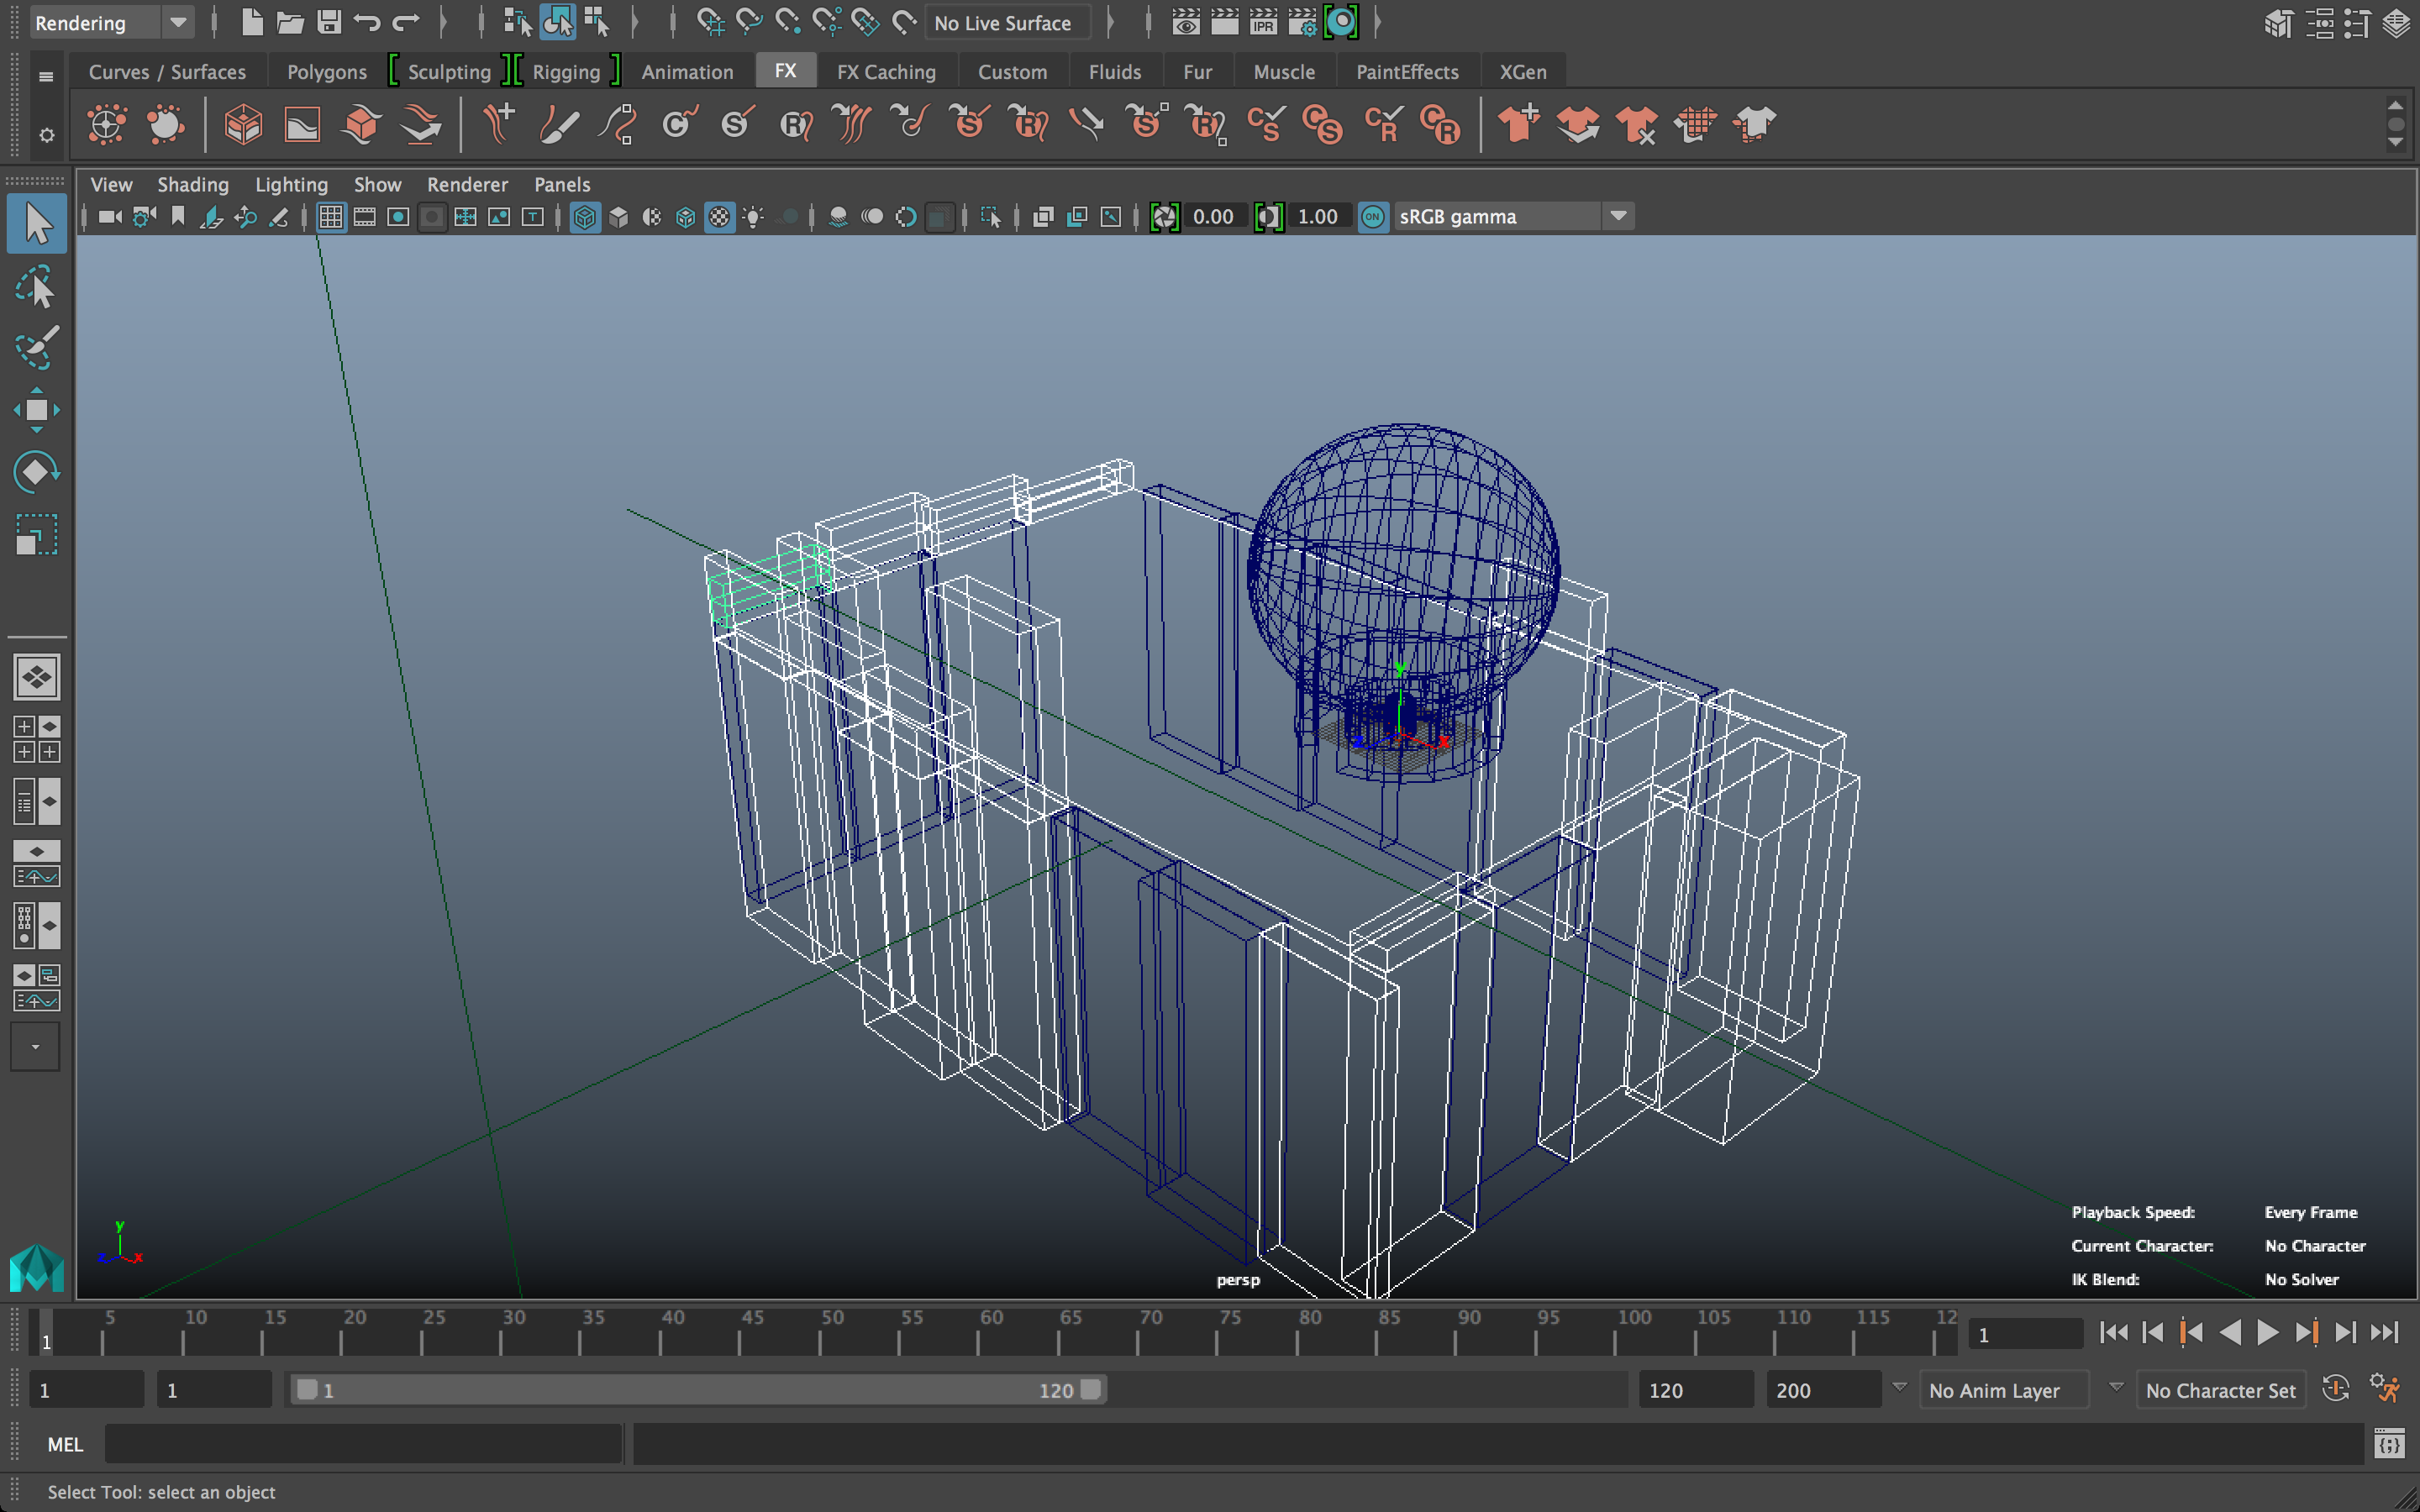 Rendering
No Live Surface
IPR
Curves / Surfaces Polygons Sculpting Rigging Animation FX FX Caching Custom Fluids Fur Muscle PaintEffects XGen
View Shading Lighting Show Renderer Panels
0.00 1.00 ON sRGB gamma
y
z x
y
z x
persp
Playback Speed: Every Frame
Current Character: No Character
IK Blend: No Solver
5 10 15 20 25 30 35 40 45 50 55 60 65 70 75 80 85 90 95 100 105 110 115 12
1 1
1 1 1 120 120 200 No Anim Layer No Character Set
MEL
Select Tool: select an object